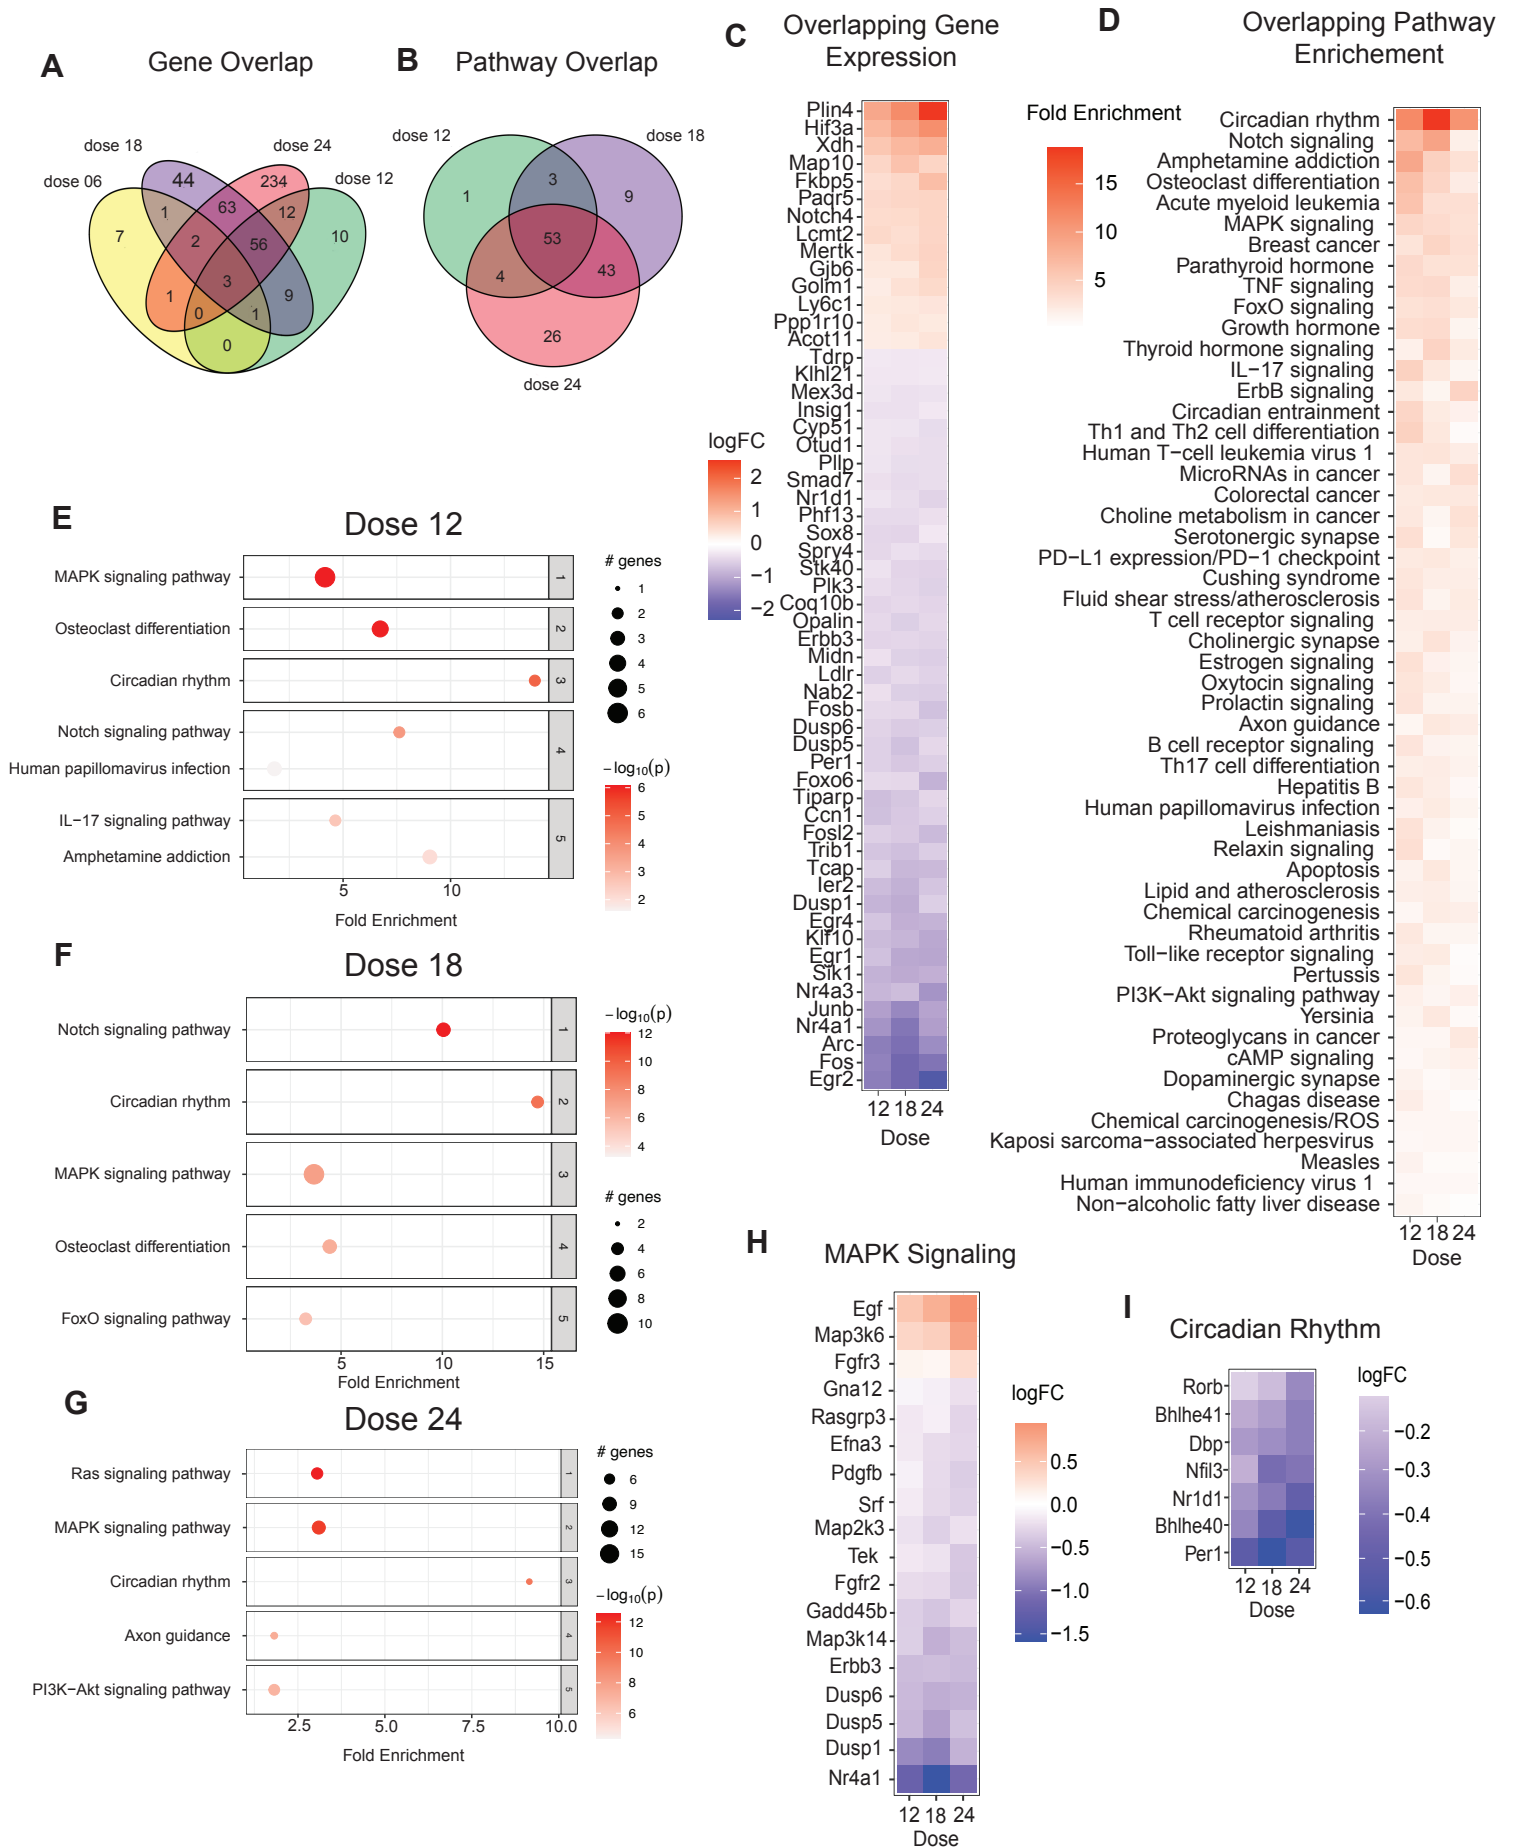 A
Gene Overlap
dose 18
dose 24
dose 06
dose 12
44
234
1
63
12
7
2
56
10
3
1
9
0
1
0
B
Pathway Overlap
dose 12
dose 18
3
1
9
53
4
43
26
dose 24
C
Overlapping Gene
Expression
Plin4
Hif3a
Xdh
Map10
Fkbp5
Paqr5
Notch4
Lcmt2
Mertk
Gjb6
Golm1
Ly6c1
Ppp1r10
Acot11
Tdrp
Klhl21
Mex3d
Insig1
Cyp51
Otud1
Pllp
Smad7
Nr1d1
Phf13
Sox8
Spry4
Stk40
Plk3
Coq10b
Opalin
Erbb3
Midn
Ldlr
Nab2
Fosb
Dusp6
Dusp5
Per1
Foxo6
Tiparp
Ccn1
Fosl2
Trib1
Tcap
Ier2
Dusp1
Egr4
Klf10
Egr1
Sik1
Nr4a3
Junb
Nr4a1
Arc
Fos
Egr2
12 18 24
Dose
logFC
2
1
0
−1
−2
D
Overlapping Pathway
Enrichement
Fold Enrichment
15
10
5
Circadian rhythm
Notch signaling
Amphetamine addiction
Osteoclast differentiation
Acute myeloid leukemia
MAPK signaling
Breast cancer
Parathyroid hormone
TNF signaling
FoxO signaling
Growth hormone
Thyroid hormone signaling
IL−17 signaling
ErbB signaling
Circadian entrainment
Th1 and Th2 cell differentiation
Human T−cell leukemia virus 1
MicroRNAs in cancer
Colorectal cancer
Choline metabolism in cancer
Serotonergic synapse
PD−L1 expression/PD−1 checkpoint
Cushing syndrome
Fluid shear stress/atherosclerosis
T cell receptor signaling
Cholinergic synapse
Estrogen signaling
Oxytocin signaling
Prolactin signaling
Axon guidance
B cell receptor signaling
Th17 cell differentiation
Hepatitis B
Human papillomavirus infection
Leishmaniasis
Relaxin signaling
Apoptosis
Lipid and atherosclerosis
Chemical carcinogenesis
Rheumatoid arthritis
Toll−like receptor signaling
Pertussis
PI3K−Akt signaling pathway
Yersinia
Proteoglycans in cancer
cAMP signaling
Dopaminergic synapse
Chagas disease
Chemical carcinogenesis/ROS
Kaposi sarcoma−associated herpesvirus
Measles
Human immunodeficiency virus 1
Non−alcoholic fatty liver disease
12 18 24
Dose
E
Dose 12
MAPK signaling pathway
1
Osteoclast differentiation
2
Circadian rhythm
3
Notch signaling pathway
Human papillomavirus infection
4
IL−17 signaling pathway
Amphetamine addiction
5
5 10
Fold Enrichment
# genes
1
2
3
4
5
6
−log10(p)
6
5
4
3
2
F
Dose 18
Notch signaling pathway
1
Circadian rhythm
2
MAPK signaling pathway
3
Osteoclast differentiation
4
FoxO signaling pathway
5
5 10 15
Fold Enrichment
−log10(p)
12
10
8
6
4
# genes
2
4
6
8
10
G
Dose 24
Ras signaling pathway
1
MAPK signaling pathway
2
Circadian rhythm
3
Axon guidance
4
PI3K−Akt signaling pathway
5
2.5 5.0 7.5 10.0
Fold Enrichment
# genes
6
9
12
15
−log10(p)
12
10
8
6
H
MAPK Signaling
Egf
Map3k6
Fgfr3
Gna12
Rasgrp3
Efna3
Pdgfb
Srf
Map2k3
Tek
Fgfr2
Gadd45b
Map3k14
Erbb3
Dusp6
Dusp5
Dusp1
Nr4a1
12 18 24
Dose
logFC
0.5
0.0
−0.5
−1.0
−1.5
I
Circadian Rhythm
Rorb
Bhlhe41
Dbp
Nfil3
Nr1d1
Bhlhe40
Per1
12 18 24
Dose
logFC
−0.2
−0.3
−0.4
−0.5
−0.6